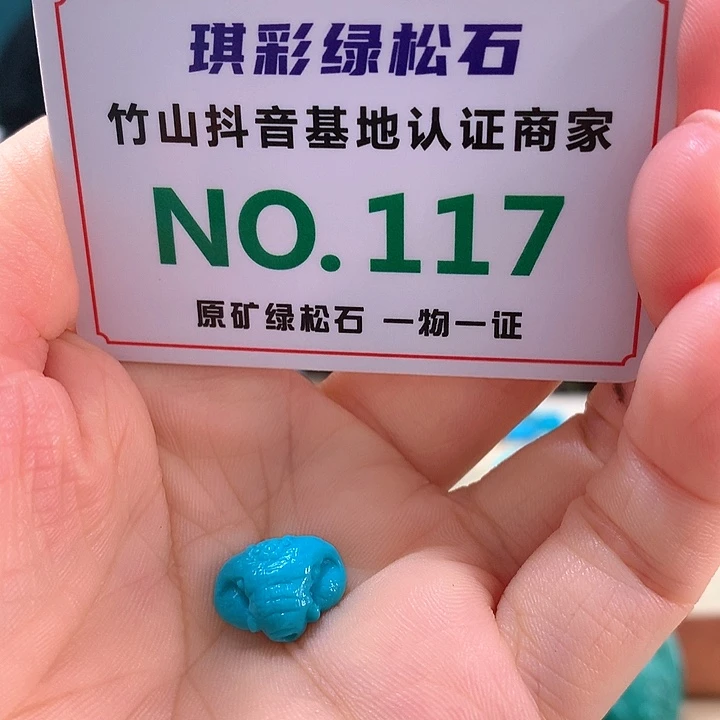 琪彩绿松石
竹山抖音基地认证商家
NO.117
原矿绿松石 一物一证